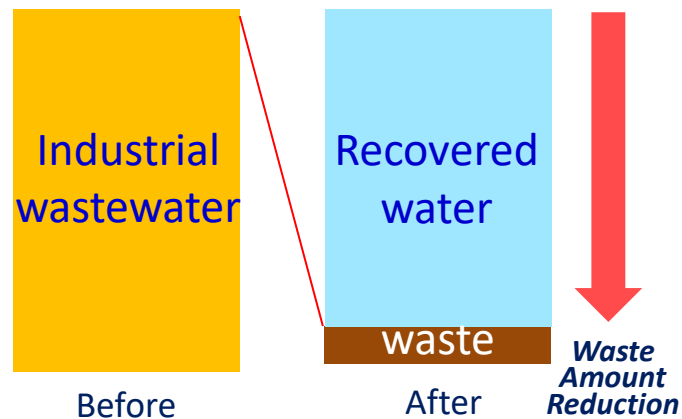 Industrial
wastewater
Recovered
water
waste
Before
After
Waste
Amount
Reduction